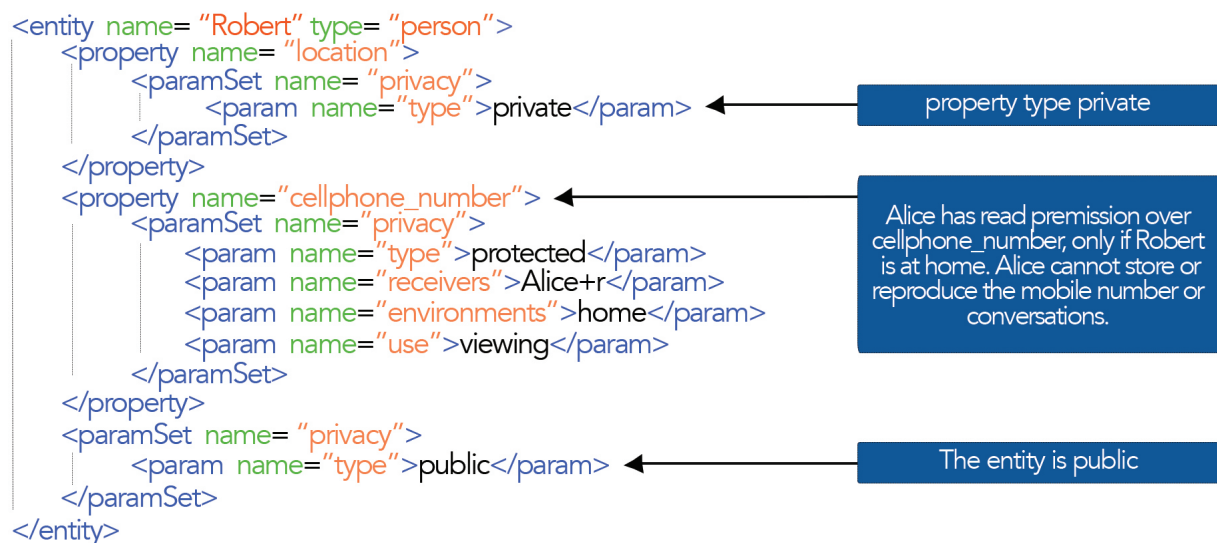 <entity name= “Robert” type= “person”>
<property name= “location”>
<paramSet name= “privacy”>
<param name=“type”>private</param>
property type private
</paramSet>
</property>
<property name=“cellphone_number”>
<paramSet name=“privacy”>
<param name=“type”>protected</param>
<param name=“receivers”>Alice+r</param>
<param name=“environments”>home</param>
<param name=“use”>viewing</param>
</paramSet>
</property>
Alice has read premission over
cellphone_number, only if Robert
is at home. Alice cannot store or
reproduce the mobile number or
conversations.
<paramSet name= “privacy”>
<param name=“type”>public</param>
The entity is public
</paramSet>
</entity>